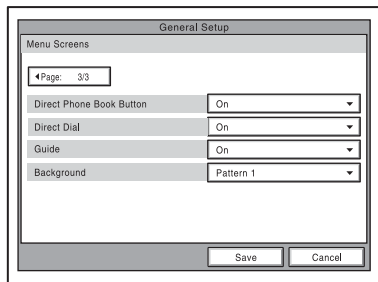 General Setup
Menu Screens
◀Page: 3/3
Direct Phone Book Button On ▼
Direct Dial On ▼
Guide On ▼
Background Pattern 1 ▼
Save Cancel